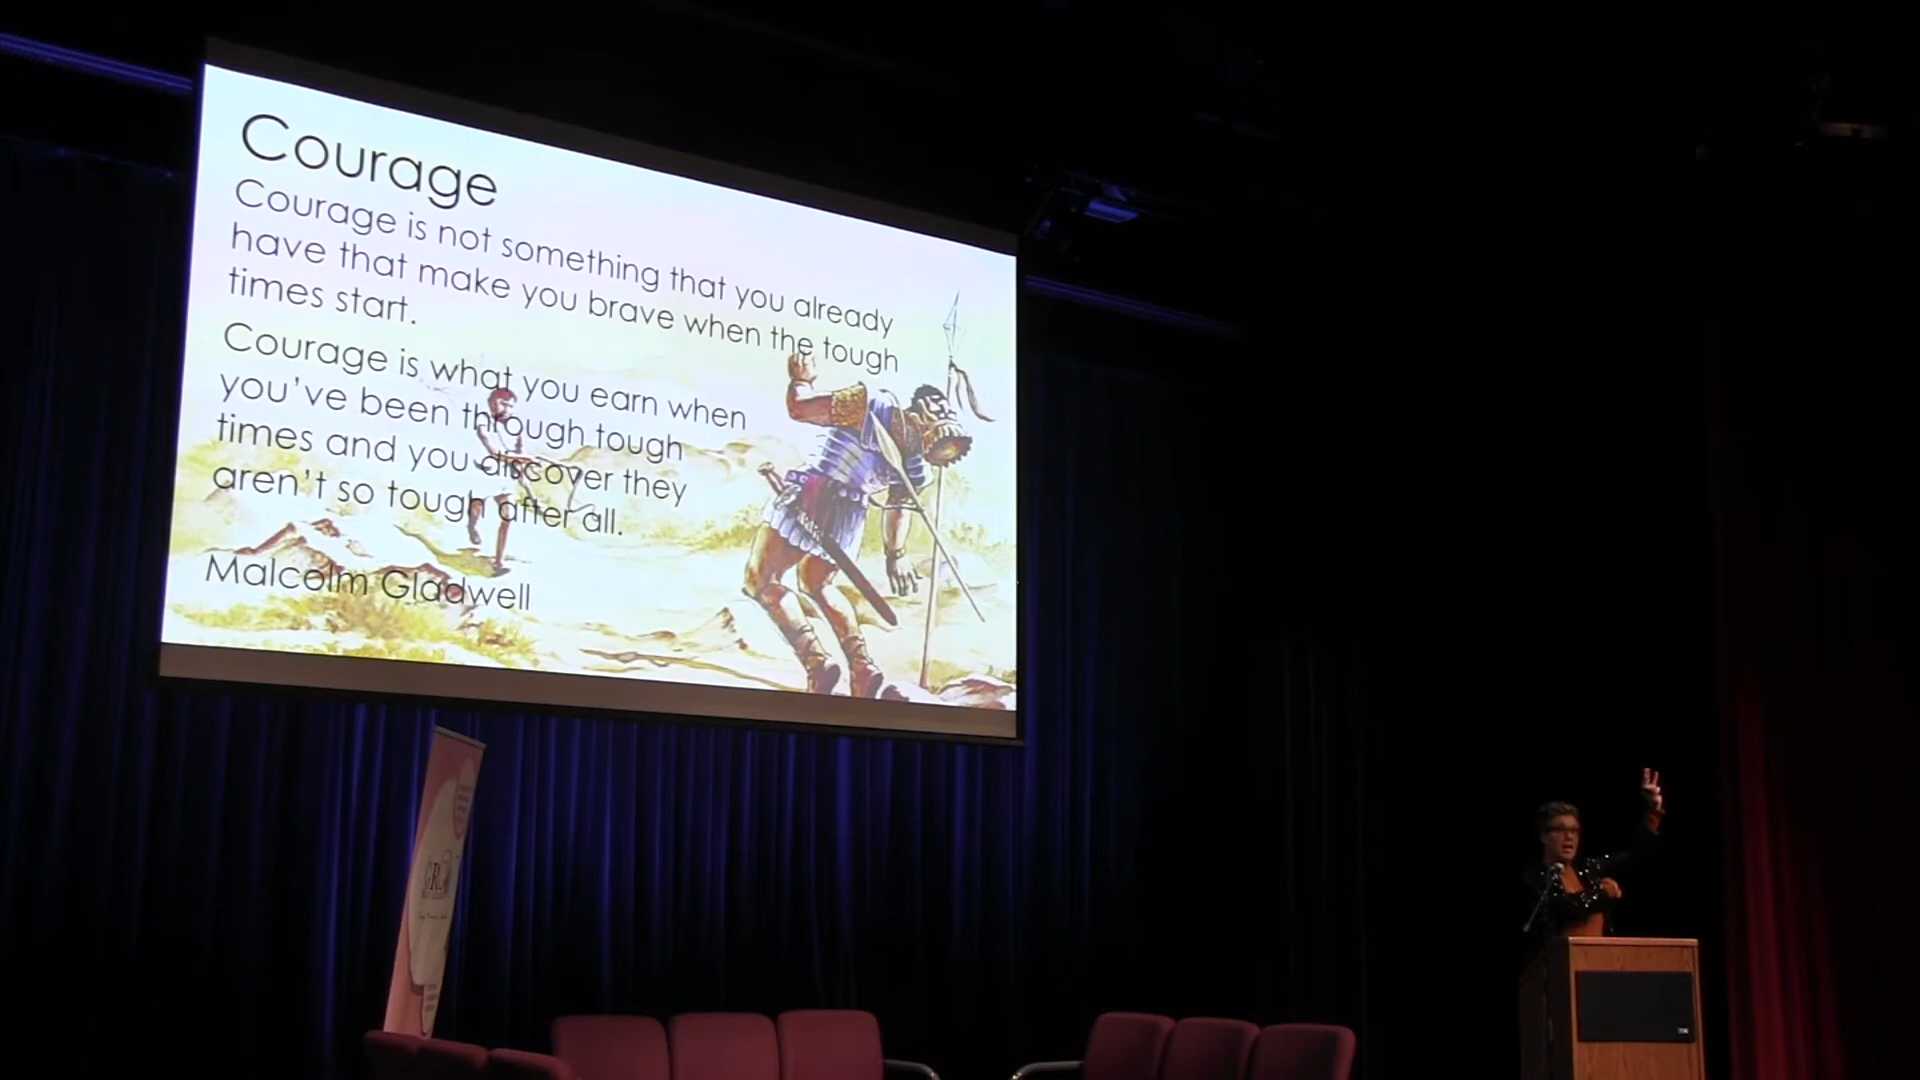 Courage
Courage is not something that you already
have that make you brave when the tough
times start.
Courage is what you earn when
you've been through tough
times and you discover they
aren't so tough after all.
Malcolm Gladwell